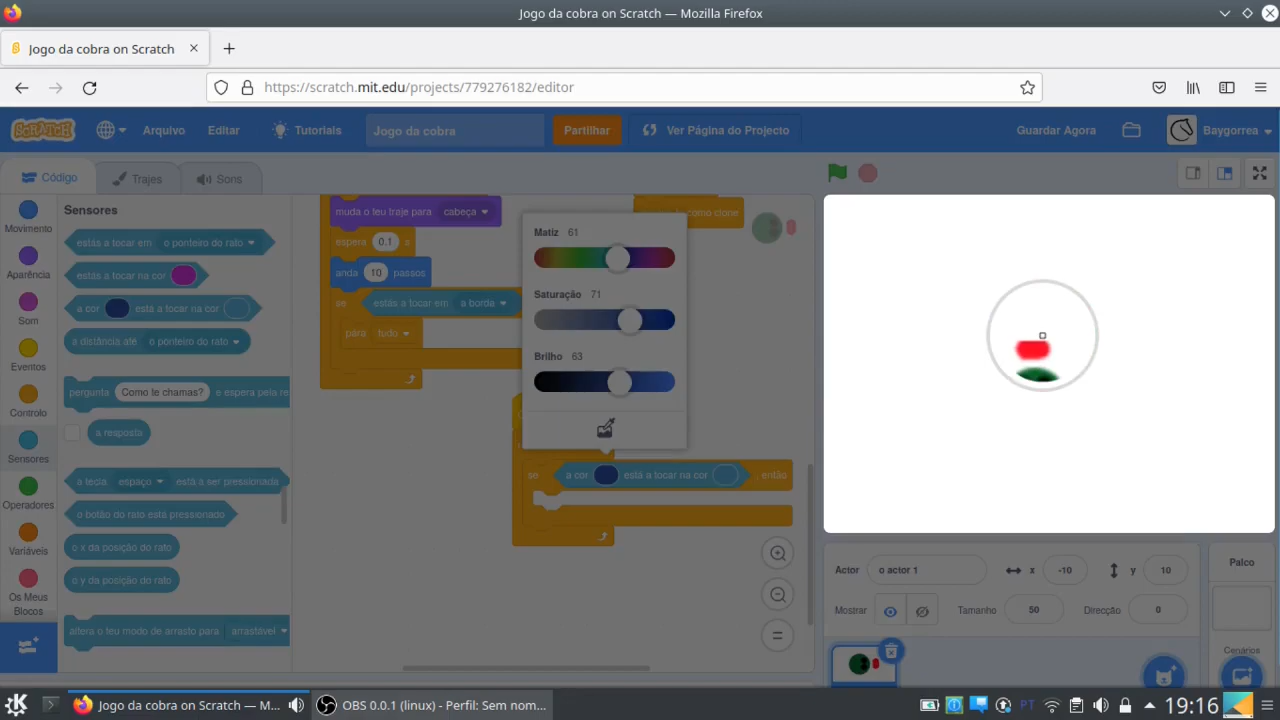 Jogo da cobra on Scratch — Mozilla Firefox
Jogo da cobra on Scratch
https://scratch.mit.edu/projects/779276182/editor
SCRATCH
Arquivo
Editar
Tutorials
Jogo da cobra
Partilhar
Ver Página do Projecto
Guardar Agora
Baygorrea
Código
Trajes
Sons
Movimento
Aparência
Som
Eventos
Controlo
Sensores
Operadores
Variáveis
Os Meus
Blocos
Sensores
estás a tocar em o ponteiro do rato
estás a tocar na cor
a cor está a tocar na cor
a distância até o ponteiro do rato
pergunta Como te chamas? e espera pela re
a resposta
a tecla espaço está a ser pressionada
o botão do rato está pressionado
o x da posição do rato
o y da posição do rato
altera o teu modo de arrasto para arrastável
muda o teu traje para cabeça
espera 0.1 s
anda 10 passos
se estás a tocar em a borda
pára tudo
como clone
Matiz 61
Saturação 71
Brilho 63
se a cor está a tocar na cor , então
Actor o actor 1 x -10 y 10
Mostrar Tamanho 50 Direcção 0
Palco
Cenários
Jogo da cobra on Scratch — M...
OBS 0.0.1 (linux) - Perfil: Sem nom...
PT
19:16